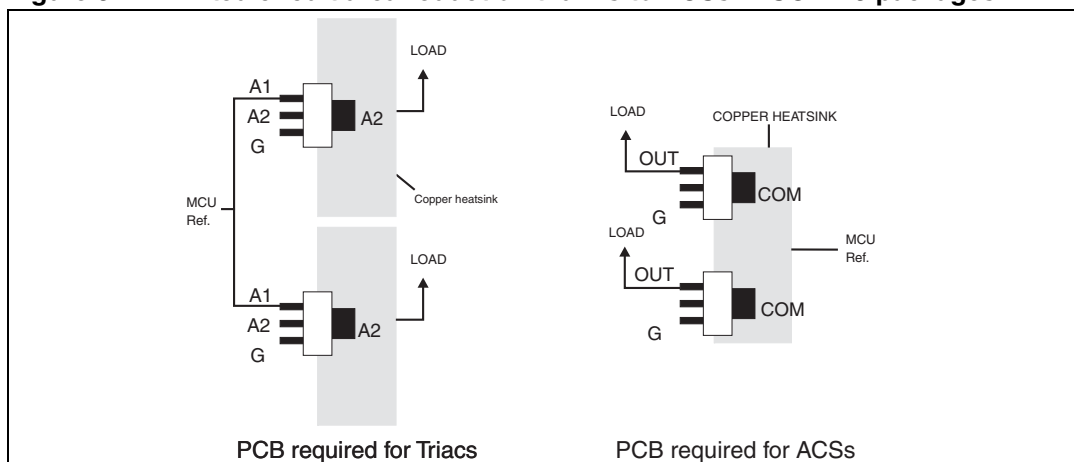 LOAD
A1
A2
A2
G
Copper heatsink
MCU
Ref.
LOAD
A1
A2
A2
G
PCB required for Triacs
LOAD
COPPER HEATSINK
OUT
COM
G
LOAD
MCU
Ref.
OUT
COM
G
PCB required for ACSs